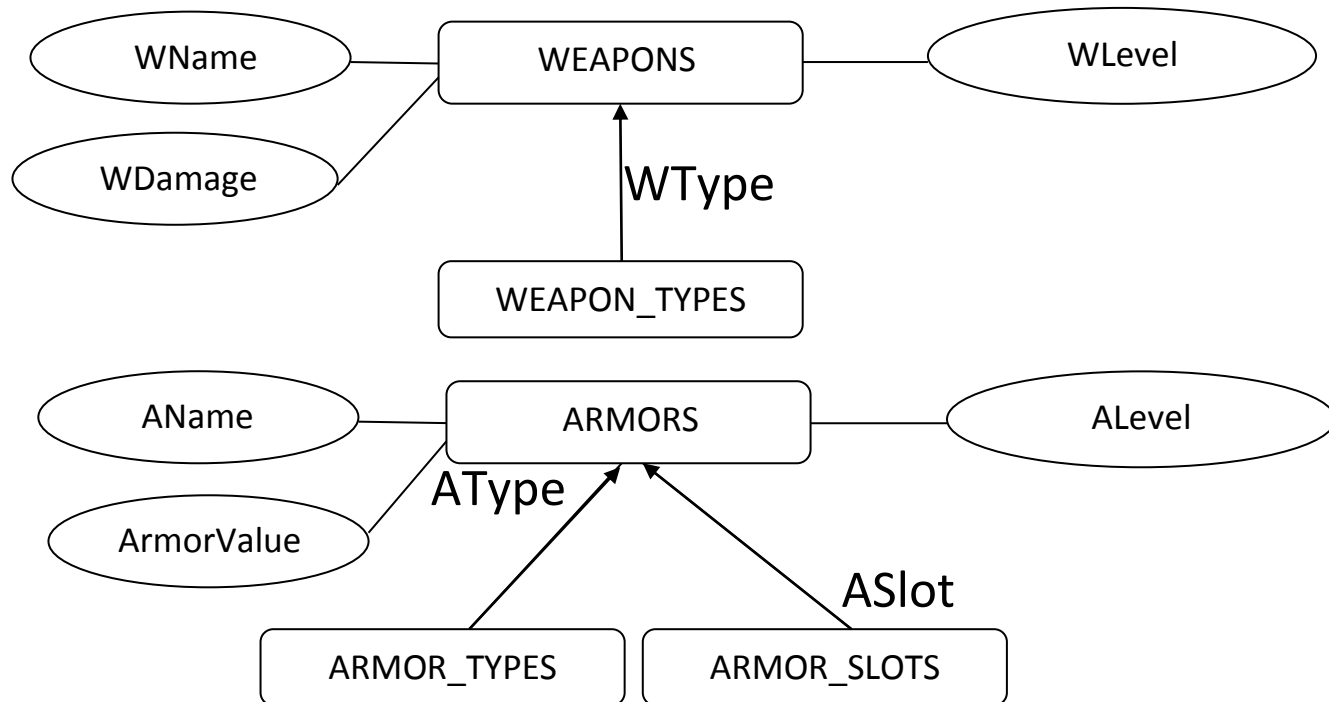 WName
WEAPONS
WLevel
WDamage
WType
WEAPON_TYPES
AName
ARMORS
ALevel
AType
ArmorValue
ASlot
ARMOR_TYPES
ARMOR_SLOTS